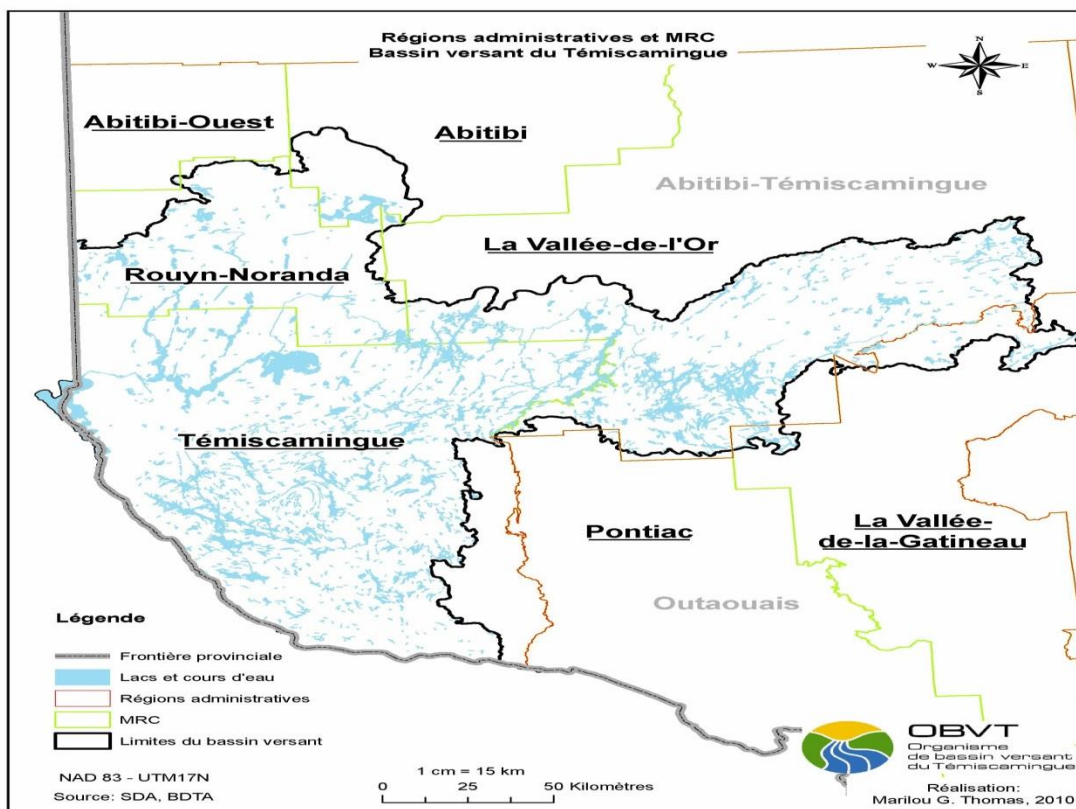 Régions administratives et MRC
Bassin versant du Témiscamingue
N
W E
S
Abitibi-Ouest
Abitibi
Abitibi-Témiscamingue
La Vallée-de-l'Or
Rouyn-Noranda
Témiscamingue
Pontiac
La Vallée-
de-la-Gatineau
Outaouais
Légende
Frontière provinciale
Lacs et cours d'eau
Régions administratives
MRC
Limites du bassin versant
NAD 83 - UTM17N
Source: SDA, BDTA
1 cm = 15 km
0 25 50 Kilomètres
OBVT
Organisme
de bassin versant
du Témiscamingue
Réalisation:
Marilou G. Thomas, 2010